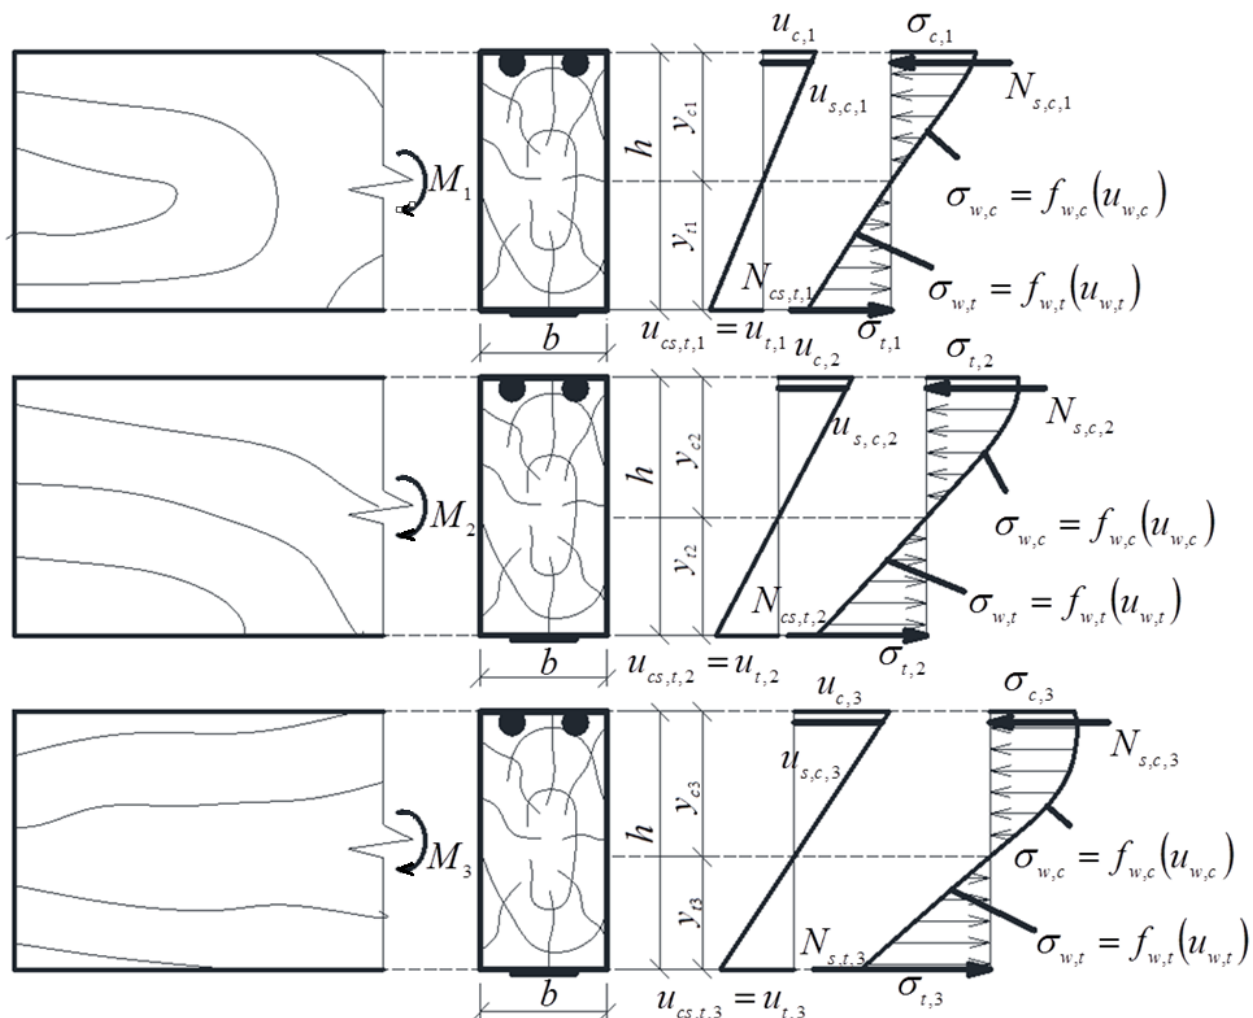 u_{c,1} σ_{c,1}
u_{s,c,1} N_{s,c,1}
y_{c1}
h
M_1
σ_{w,c} = f_{w,c}(u_{w,c})
y_{t1}
N_{cs,t,1} σ_{w,t} = f_{w,t}(u_{w,t})
b u_{cs,t,1} = u_{t,1} σ_{t,1}
u_{c,2} σ_{t,2}
u_{s,c,2} N_{s,c,2}
y_{c2}
h
M_2
σ_{w,c} = f_{w,c}(u_{w,c})
y_{t2}
N_{cs,t,2} σ_{w,t} = f_{w,t}(u_{w,t})
b u_{cs,t,2} = u_{t,2} σ_{t,2}
u_{c,3} σ_{c,3}
u_{s,c,3} N_{s,c,3}
y_{c3}
h
M_3
σ_{w,c} = f_{w,c}(u_{w,c})
y_{t3}
N_{s,t,3} σ_{w,t} = f_{w,t}(u_{w,t})
b u_{cs,t,3} = u_{t,3} σ_{t,3}